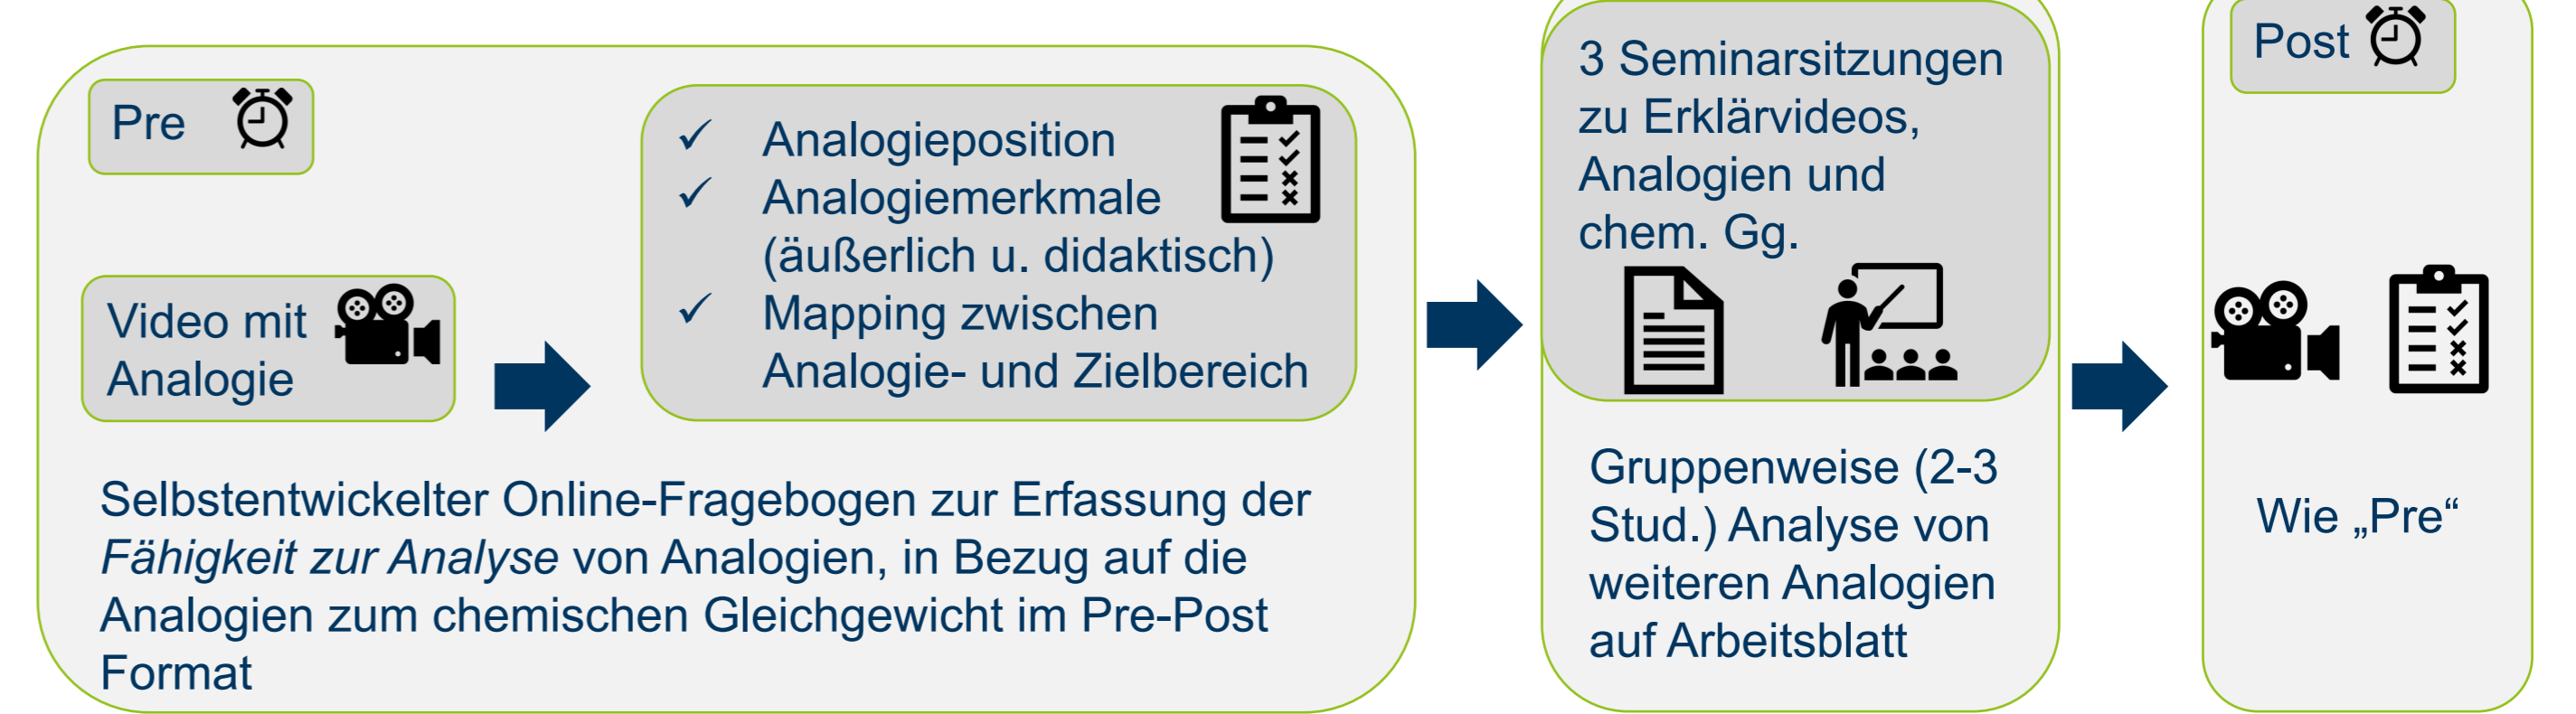 Pre
Video mit
Analogie
✓ Analogieposition
✓ Analogiemerkmale
(äußerlich u. didaktisch)
✓ Mapping zwischen
Analogie- und Zielbereich
Selbstentwickelter Online-Fragebogen zur Erfassung der
Fähigkeit zur Analyse von Analogien, in Bezug auf die
Analogien zum chemischen Gleichgewicht im Pre-Post
Format
3 Seminarsitzungen
zu Erklärvideos,
Analogien und
chem. Gg.
Gruppenweise (2-3
Stud.) Analyse von
weiteren Analogien
auf Arbeitsblatt
Post
Wie „Pre“